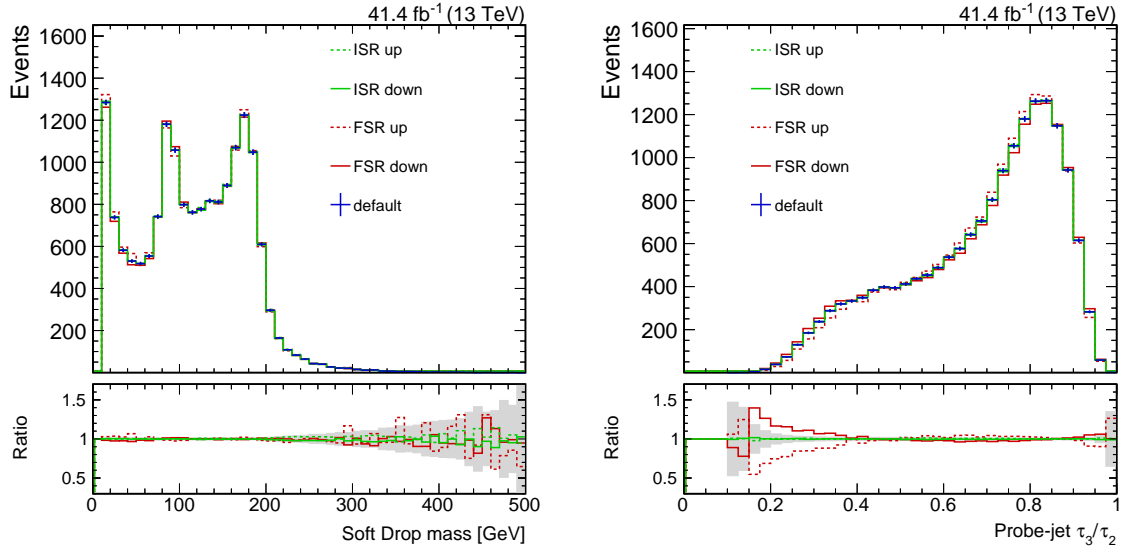 41.4 fb⁻¹ (13 TeV)
Events
1600
1400
1200
1000
800
600
400
200
ISR up
ISR down
FSR up
FSR down
default
Ratio
1.5
1
0.5
0 100 200 300 400 500
Soft Drop mass [GeV]
41.4 fb⁻¹ (13 TeV)
Events
1600
1400
1200
1000
800
600
400
200
ISR up
ISR down
FSR up
FSR down
default
Ratio
1.5
1
0.5
0 0.2 0.4 0.6 0.8 1
Probe-jet τ₃/τ₂